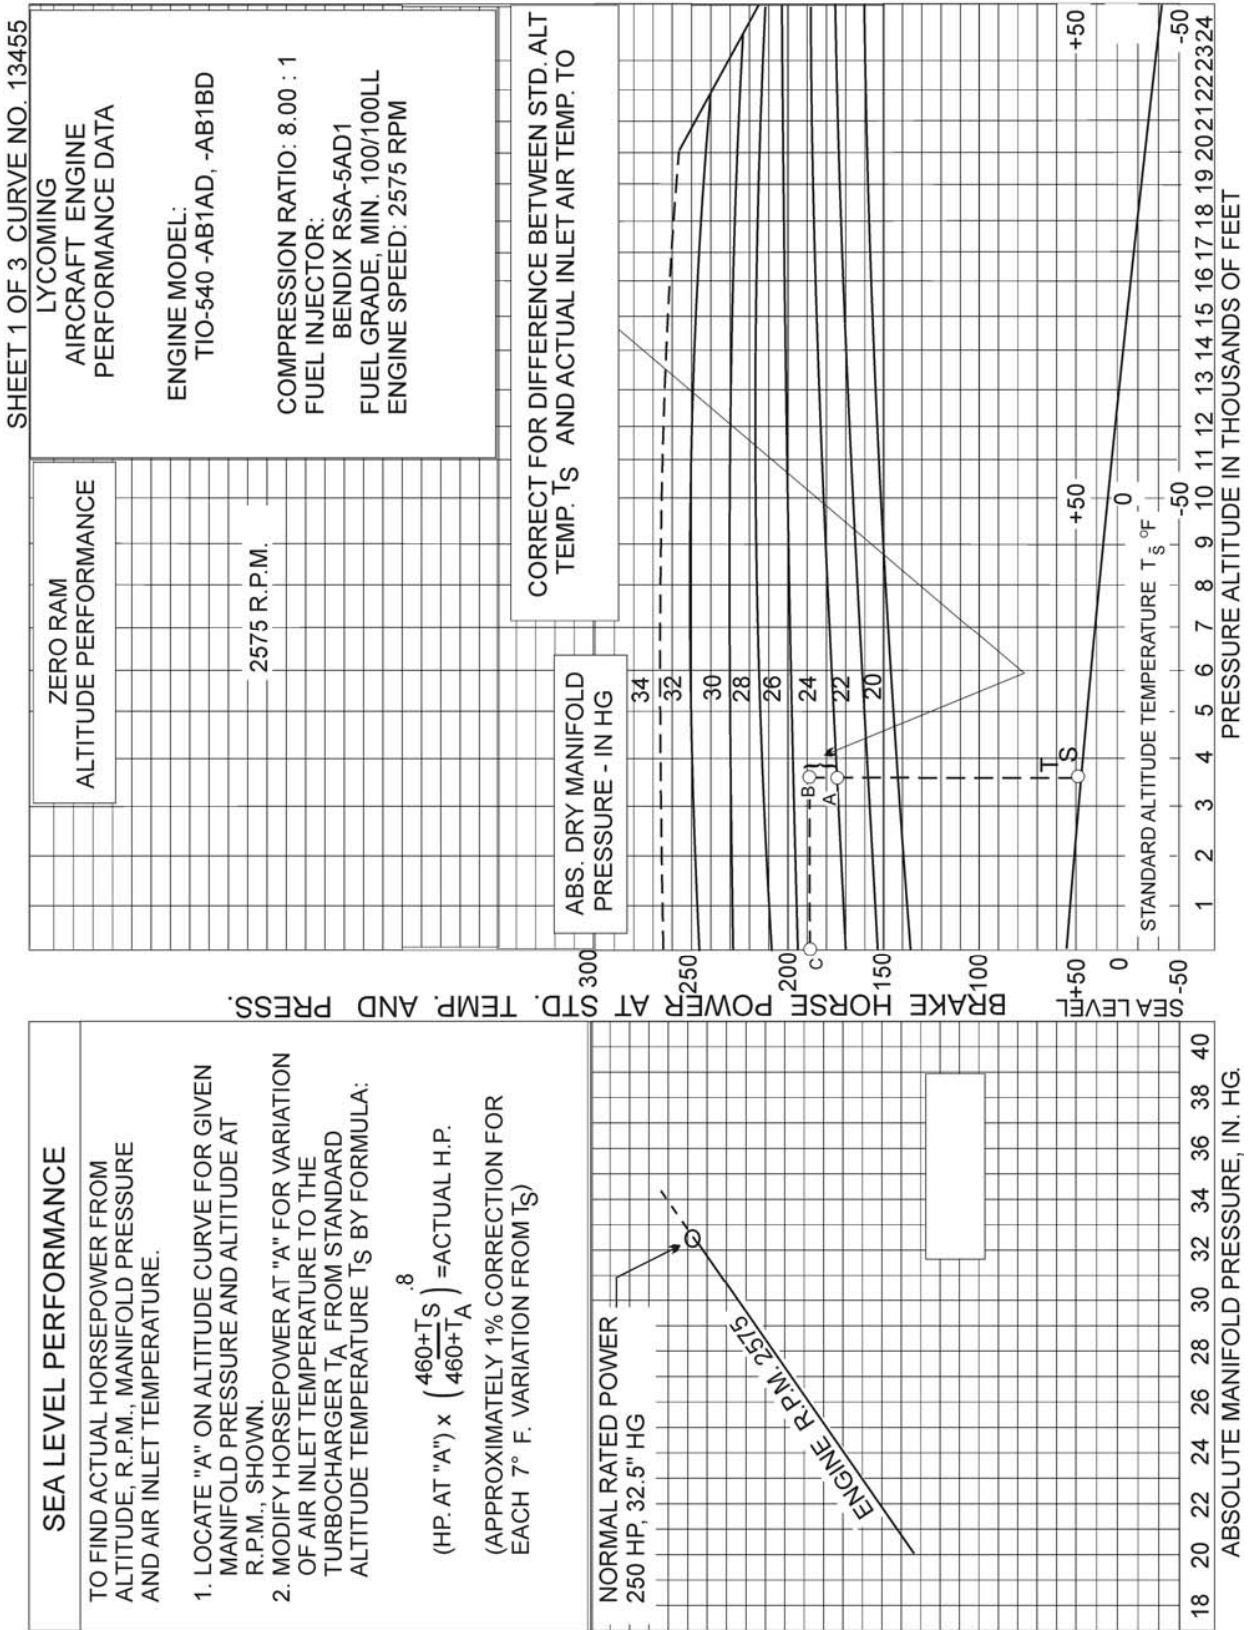 SHEET 1 OF 3 CURVE NO. 13455
LYCOMING
AIRCRAFT ENGINE
PERFORMANCE DATA
ENGINE MODEL:
TIO-540 -AB1AD, -AB1BD
COMPRESSION RATIO: 8.00 : 1
FUEL INJECTOR:
BENDIX RSA-5AD1
FUEL GRADE, MIN. 100/100LL
ENGINE SPEED: 2575 RPM
ZERO RAM
ALTITUDE PERFORMANCE
2575 R.P.M.
CORRECT FOR DIFFERENCE BETWEEN STD. ALT
TEMP. TS AND ACTUAL INLET AIR TEMP. TO
ABS. DRY MANIFOLD
PRESSURE - IN HG
34
32
30
28
26
24
22
20
B
A
C
TS
300
250
200
150
100
+50
0
-50
SEA LEVEL
BRAKE HORSE POWER AT STD. TEMP. AND PRESS.
+50
0
-50
+50
-50
STANDARD ALTITUDE TEMPERATURE TS °F
1 2 3 4 5 6 7 8 9 10 11 12 13 14 15 16 17 18 19 20 21 22 23 24
PRESSURE ALTITUDE IN THOUSANDS OF FEET
SEA LEVEL PERFORMANCE
TO FIND ACTUAL HORSEPOWER FROM
ALTITUDE, R.P.M., MANIFOLD PRESSURE
AND AIR INLET TEMPERATURE.
1. LOCATE "A" ON ALTITUDE CURVE FOR GIVEN
MANIFOLD PRESSURE AND ALTITUDE AT
R.P.M., SHOWN.
2. MODIFY HORSEPOWER AT "A" FOR VARIATION
OF AIR INLET TEMPERATURE TO THE
TURBOCHARGER TA FROM STANDARD
ALTITUDE TEMPERATURE TS BY FORMULA:
(HP. AT "A") x (460+TS / 460+TA) .8 =ACTUAL H.P.
(APPROXIMATELY 1% CORRECTION FOR
EACH 7° F. VARIATION FROM TS)
NORMAL RATED POWER
250 HP, 32.5" HG
ENGINE R.P.M. 2575
18 20 22 24 26 28 30 32 34 36 38 40
ABSOLUTE MANIFOLD PRESSURE, IN. HG.